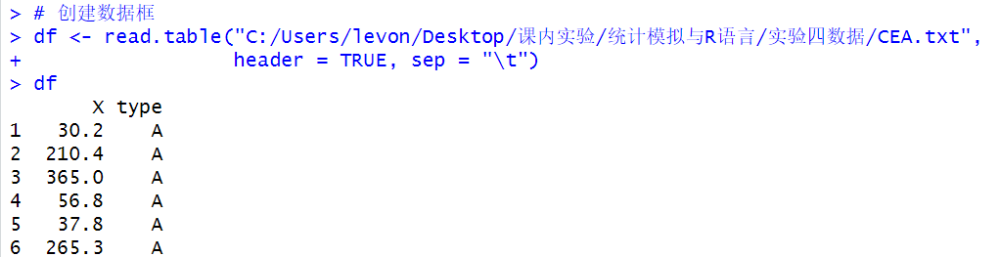 > # 创建数据框
> df <- read.table("C:/Users/levon/Desktop/课内实验/统计模拟与R语言/实验四数据/CEA.txt",
+                  header = TRUE, sep = "\t")
> df
       X type
1   30.2    A
2  210.4    A
3  365.0    A
4   56.8    A
5   37.8    A
6  265.3    A